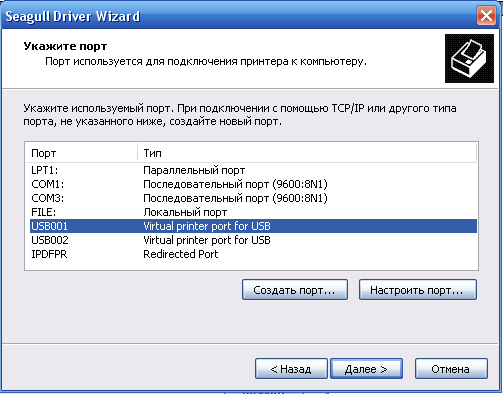 Seagull Driver Wizard
Укажите порт
Порт используется для подключения принтера к компьютеру.
Укажите используемый порт. При подключении с помощью TCP/IP или другого типа
порта, не указанного ниже, создайте новый порт.
Порт Тип
LPT1: Параллельный порт
COM1: Последовательный порт (9600:8N1)
COM3: Последовательный порт (9600:8N1)
FILE: Локальный порт
USB001 Virtual printer port for USB
USB002 Virtual printer port for USB
IPDFPR Redirected Port
Создать порт... Настроить порт...
< Назад Далее > Отмена